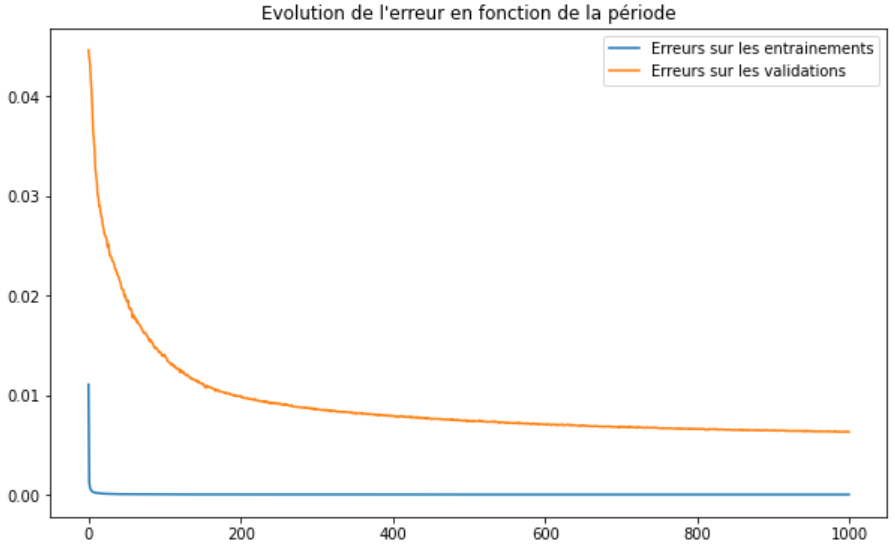 Evolution de l'erreur en fonction de la période
Erreurs sur les entrainements
Erreurs sur les validations
0.04
0.03
0.02
0.01
0.00
0 200 400 600 800 1000